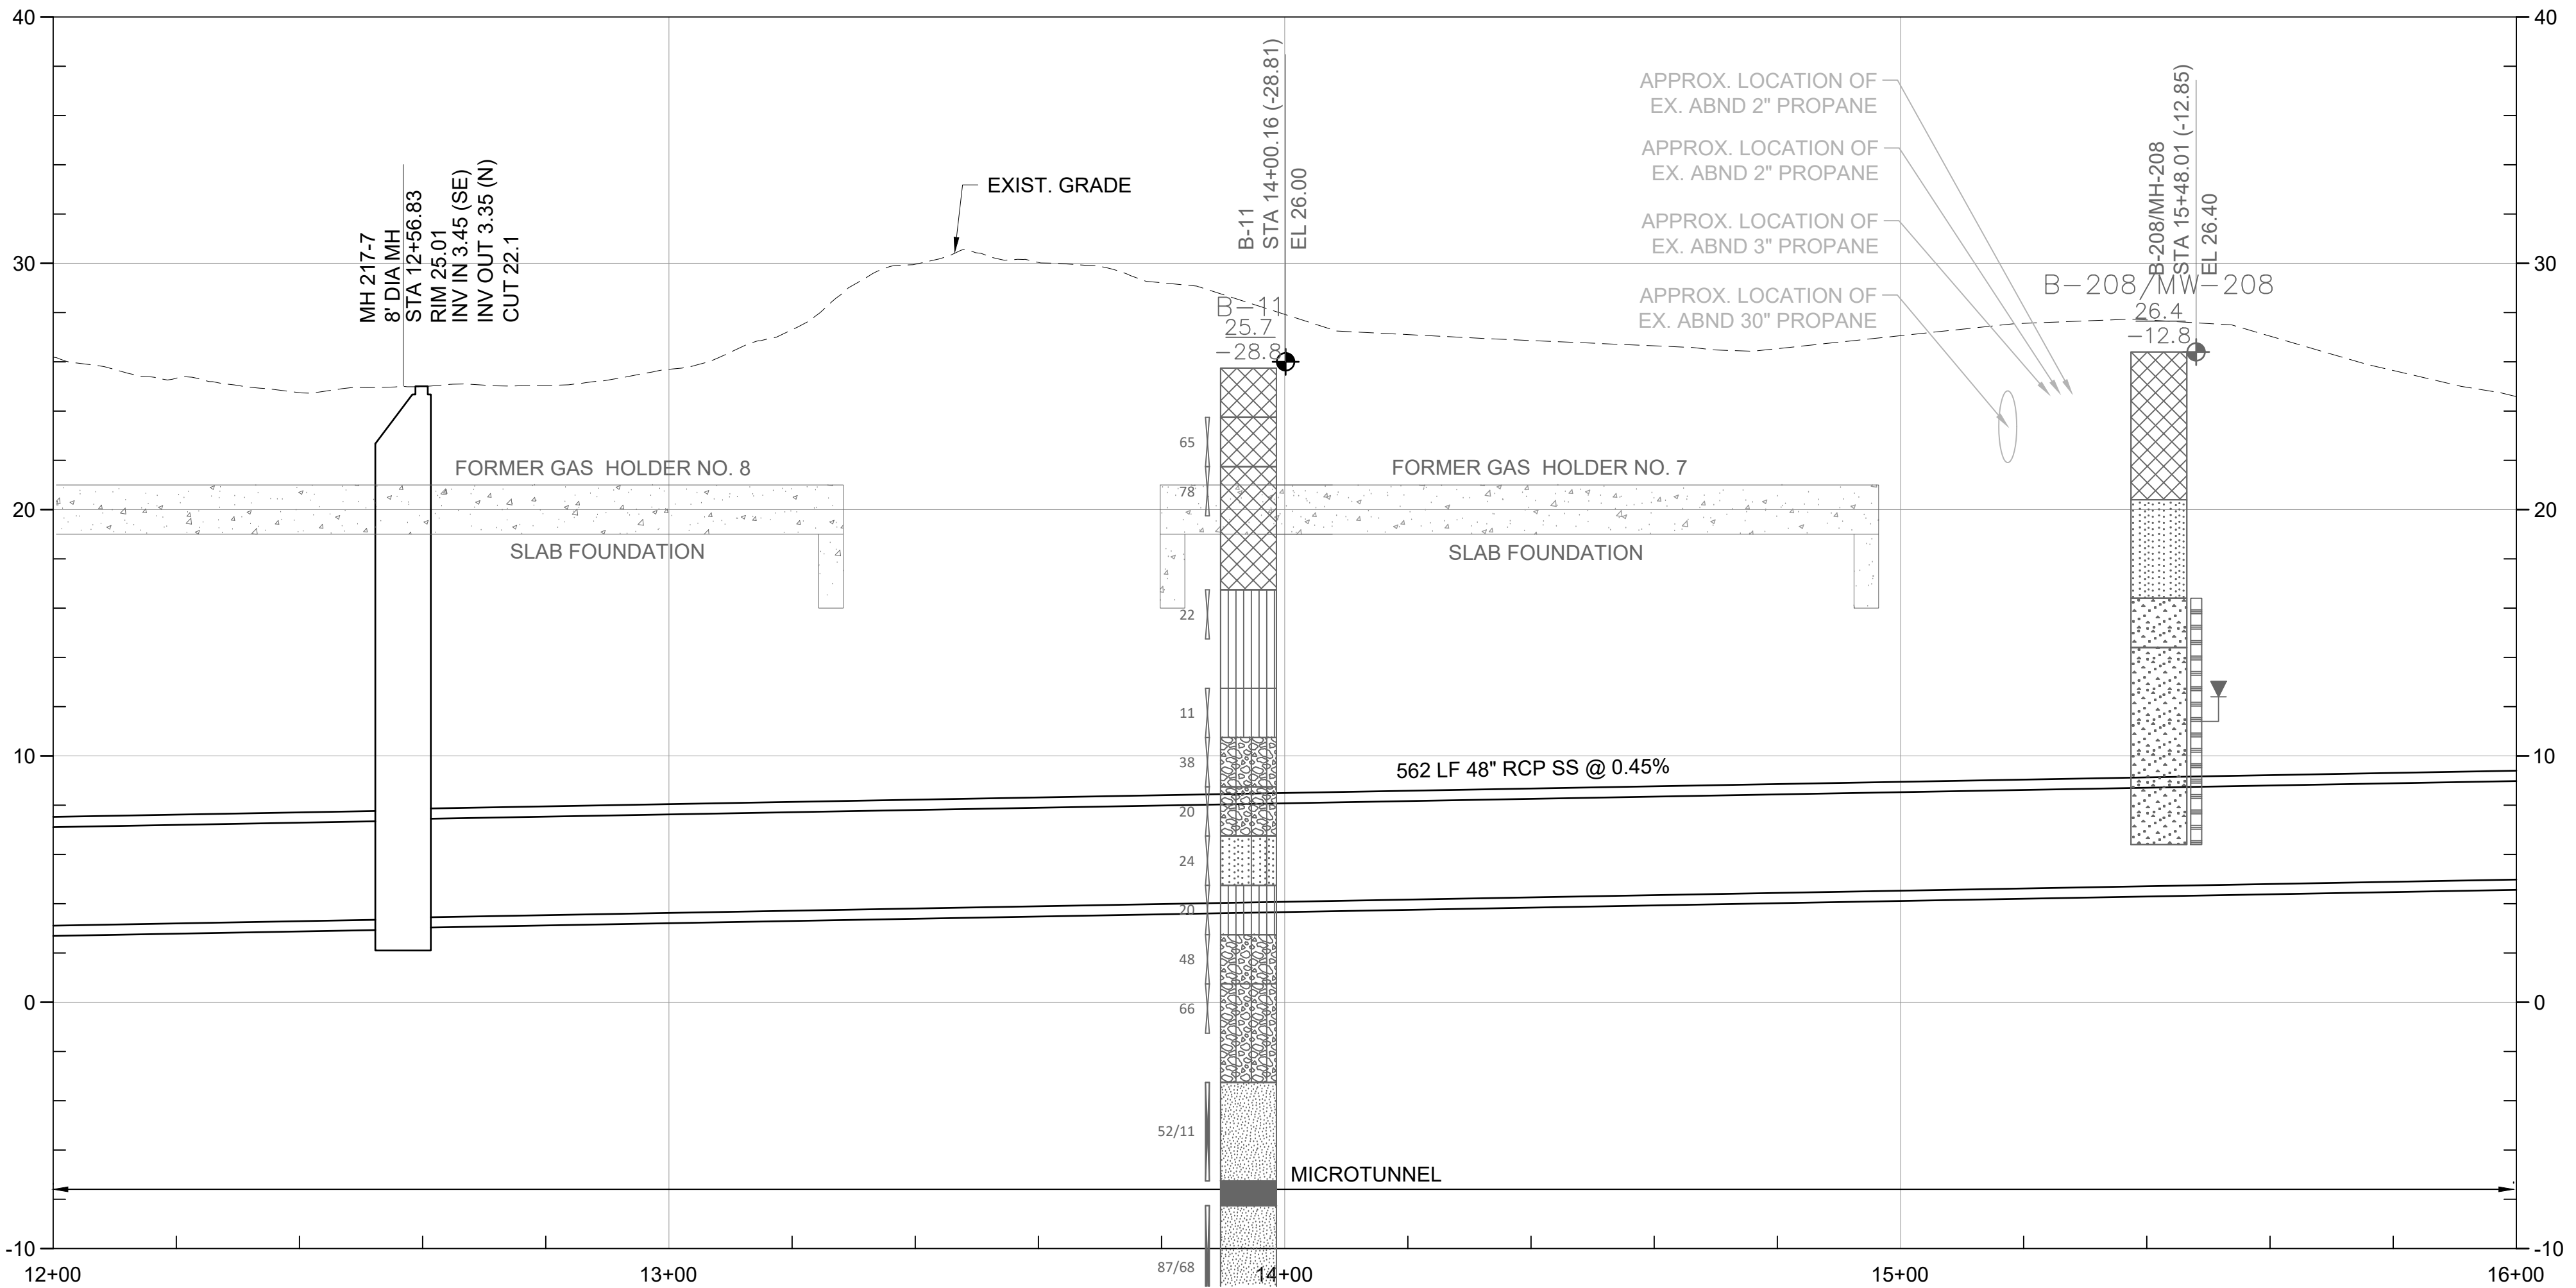 40
40
30
30
20
20
10
10
0
0
-10
-10
12+00
13+00
14+00
15+00
16+00
MH 217-7
8' DIA MH
STA 12+56.83
RIM 25.01
INV IN 3.45 (SE)
INV OUT 3.35 (N)
CUT 22.1
EXIST. GRADE
B-11
STA 14+00.16 (-28.81)
EL 26.00
B-11
25.7
-28.8
APPROX. LOCATION OF
EX. ABND 2" PROPANE
APPROX. LOCATION OF
EX. ABND 2" PROPANE
APPROX. LOCATION OF
EX. ABND 3" PROPANE
APPROX. LOCATION OF
EX. ABND 30" PROPANE
B-208/MH-208
STA 15+48.01 (-12.85)
EL 26.40
B-208/MW-208
26.4
-12.8
FORMER GAS HOLDER NO. 8
SLAB FOUNDATION
FORMER GAS HOLDER NO. 7
SLAB FOUNDATION
65
78
22
11
38
20
24
20
48
66
52/11
87/68
562 LF 48" RCP SS @ 0.45%
MICROTUNNEL